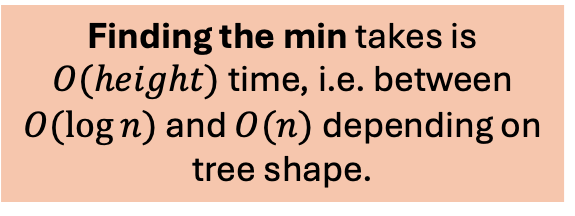 Finding the min takes is
O(height) time, i.e. between
O(log n) and O(n) depending on
tree shape.